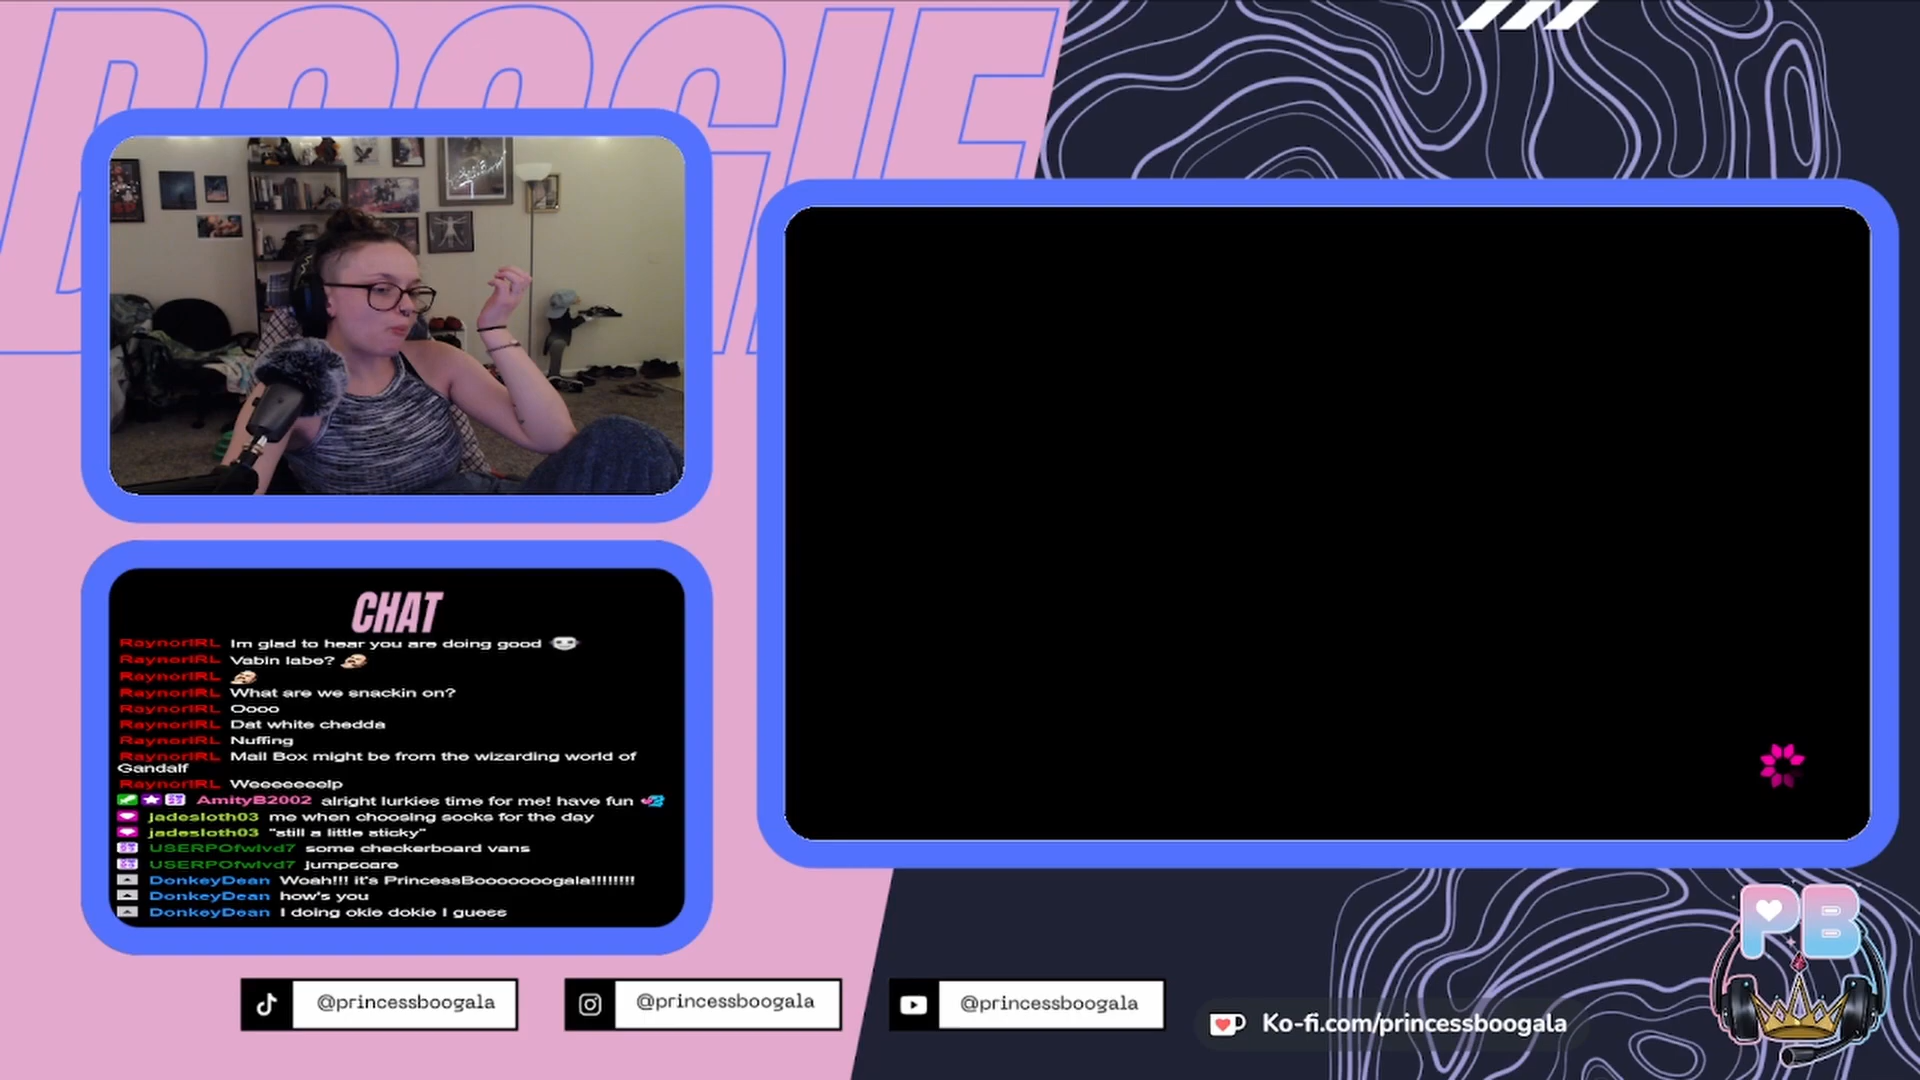 BOOGIE
CHAT
RaynorIRL Im glad to hear you are doing good
RaynorIRL Vabin labe?
RaynorIRL
RaynorIRL What are we snackin on?
RaynorIRL Oooo
RaynorIRL Dat white chedda
RaynorIRL Nuffing
RaynorIRL Mail Box might be from the wizarding world of
Gandalf
RaynorIRL Weeeeeeelp
AmityB2002 alright lurkies time for me! have fun
jadesloth03 me when choosing socks for the day
jadesloth03 "still a little sticky"
USERPOfwlvd7 some checkerboard vans
USERPOfwlvd7 jumpscare
DonkeyDean Woah!!! it's PrincessBooooooogala!!!!!!!!
DonkeyDean how's you
DonkeyDean I doing okie dokie I guess
@princessboogala
@princessboogala
@princessboogala
Ko-fi.com/princessboogala
PB